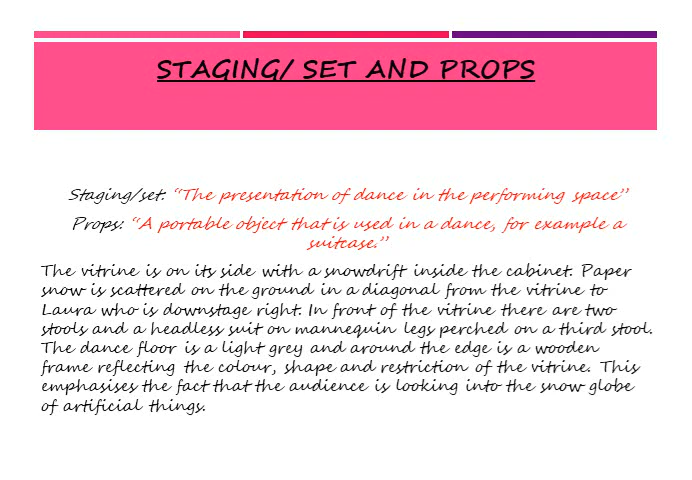 STAGING/ SET AND PROPS
Staging/set: “The presentation of dance in the performing space”
Props: “A portable object that is used in a dance, for example a
suitcase.”
The vitrine is on its side with a snowdrift inside the cabinet. Paper
snow is scattered on the ground in a diagonal from the vitrine to
Laura who is downstage right. In front of the vitrine there are two
stools and a headless suit on mannequin legs perched on a third stool.
The dance floor is a light grey and around the edge is a wooden
frame reflecting the colour, shape and restriction of the vitrine. This
emphasises the fact that the audience is looking into the snow globe
of artificial things.